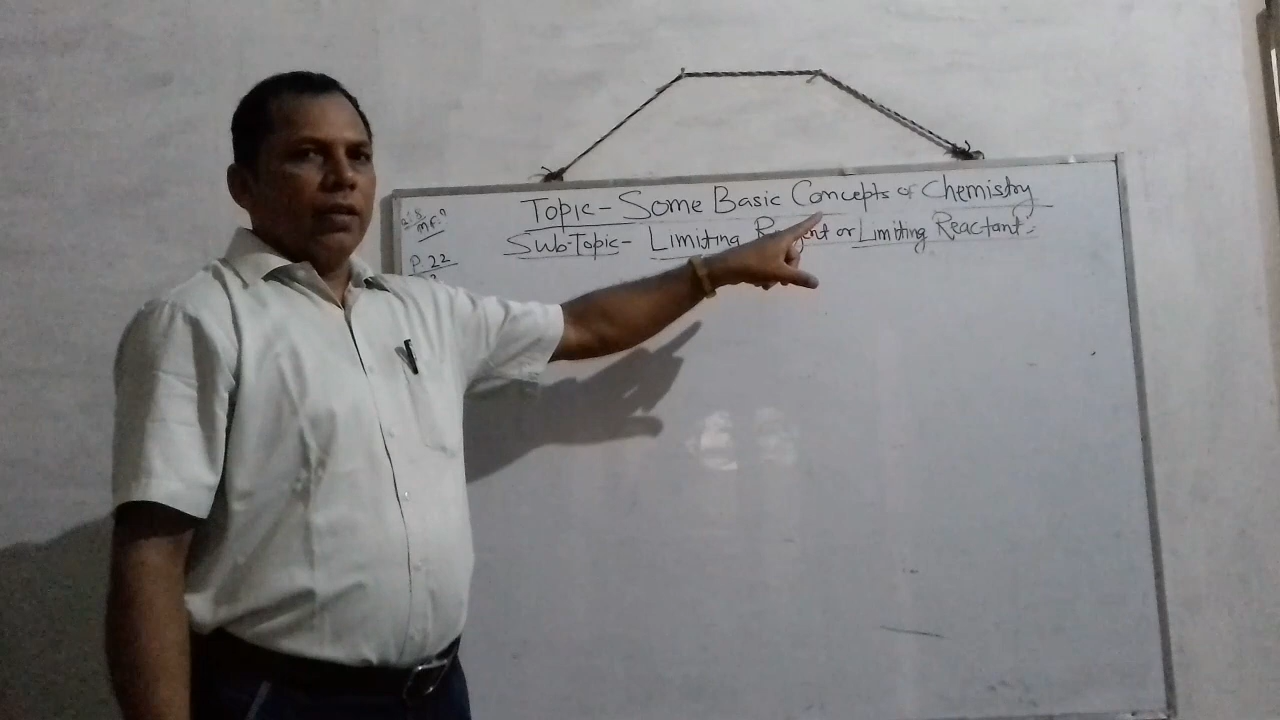 Topic - Some Basic Concepts of Chemistry
Sub-Topic - Limiting Reagent or Limiting Reactant :-
P. 22